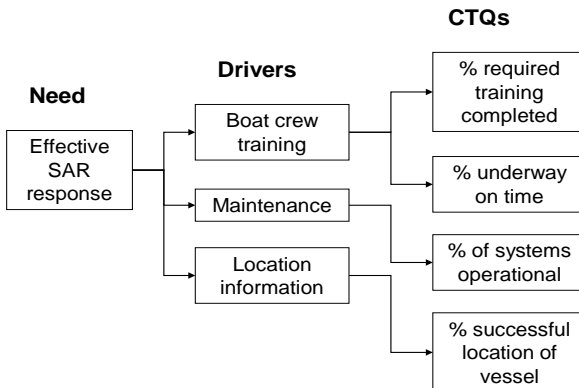 CTQs
Drivers
Need
% required
training
completed
Boat crew
training
Effective
SAR
response
% underway
on time
Maintenance
% of systems
operational
Location
information
% successful
location of
vessel